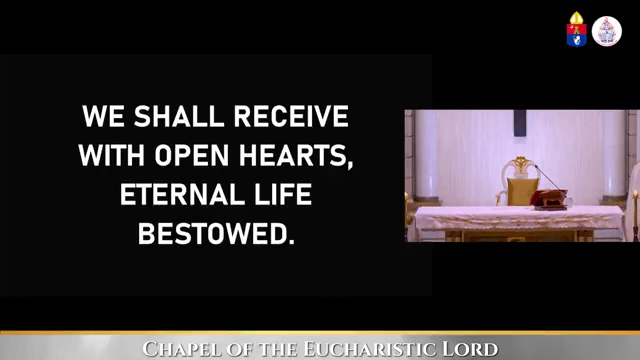 WE SHALL RECEIVE
WITH OPEN HEARTS,
ETERNAL LIFE
BESTOWED.
CHAPEL OF THE EUCHARISTIC LORD